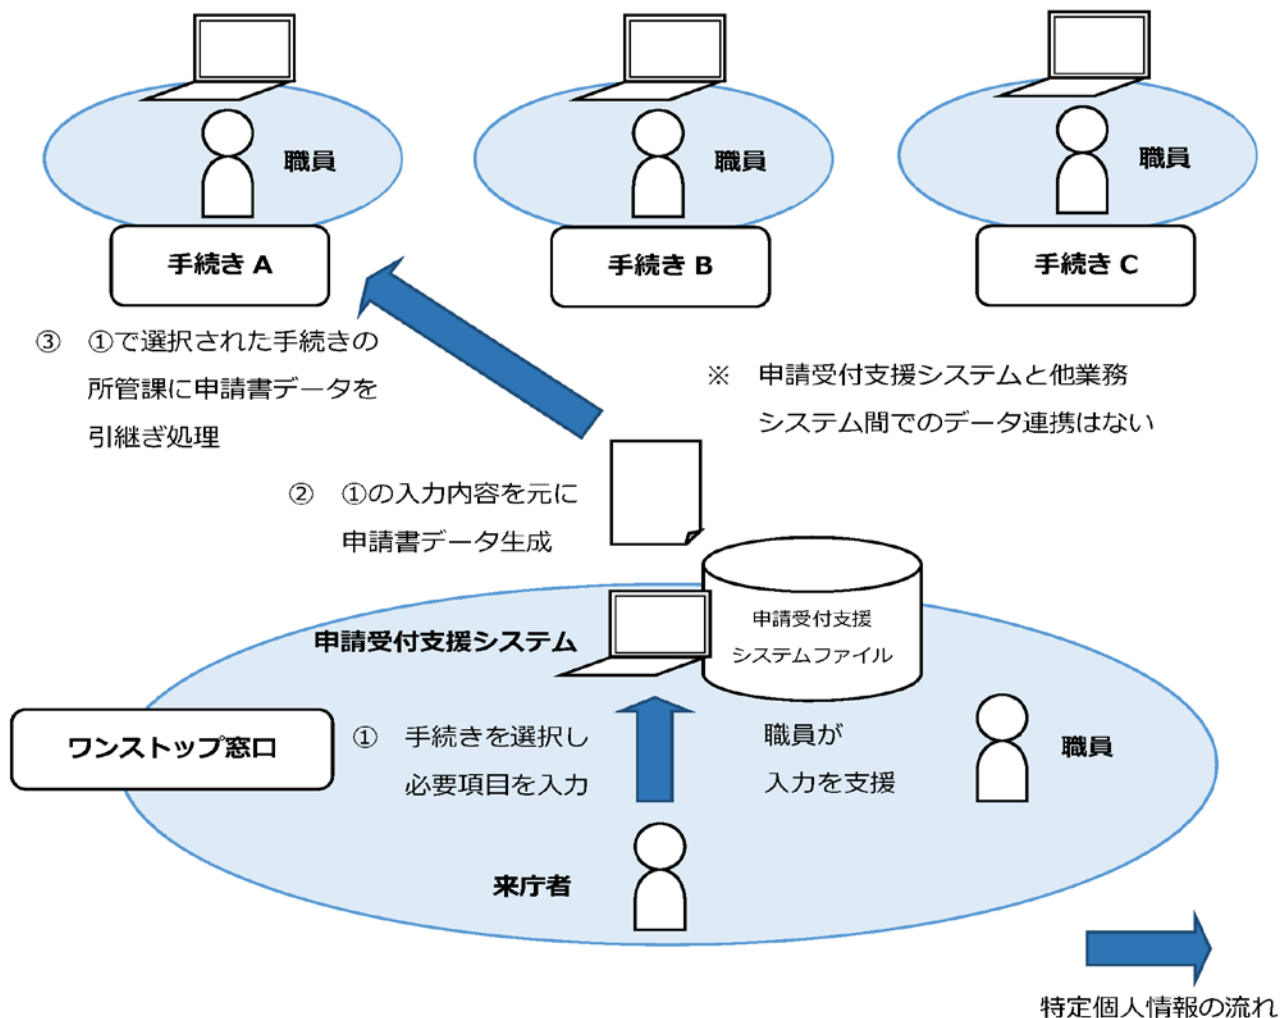 職員
職員
職員
手続き A
手続き B
手続き C
③ ①で選択された手続きの
所管課に申請書データを
引継ぎ処理
※ 申請受付支援システムと他業務
システム間でのデータ連携はない
② ①の入力内容を元に
申請書データ生成
申請受付支援
システムファイル
申請受付支援システム
ワンストップ窓口
① 手続きを選択し
必要項目を入力
職員が
入力を支援
職員
来庁者
特定個人情報の流れ